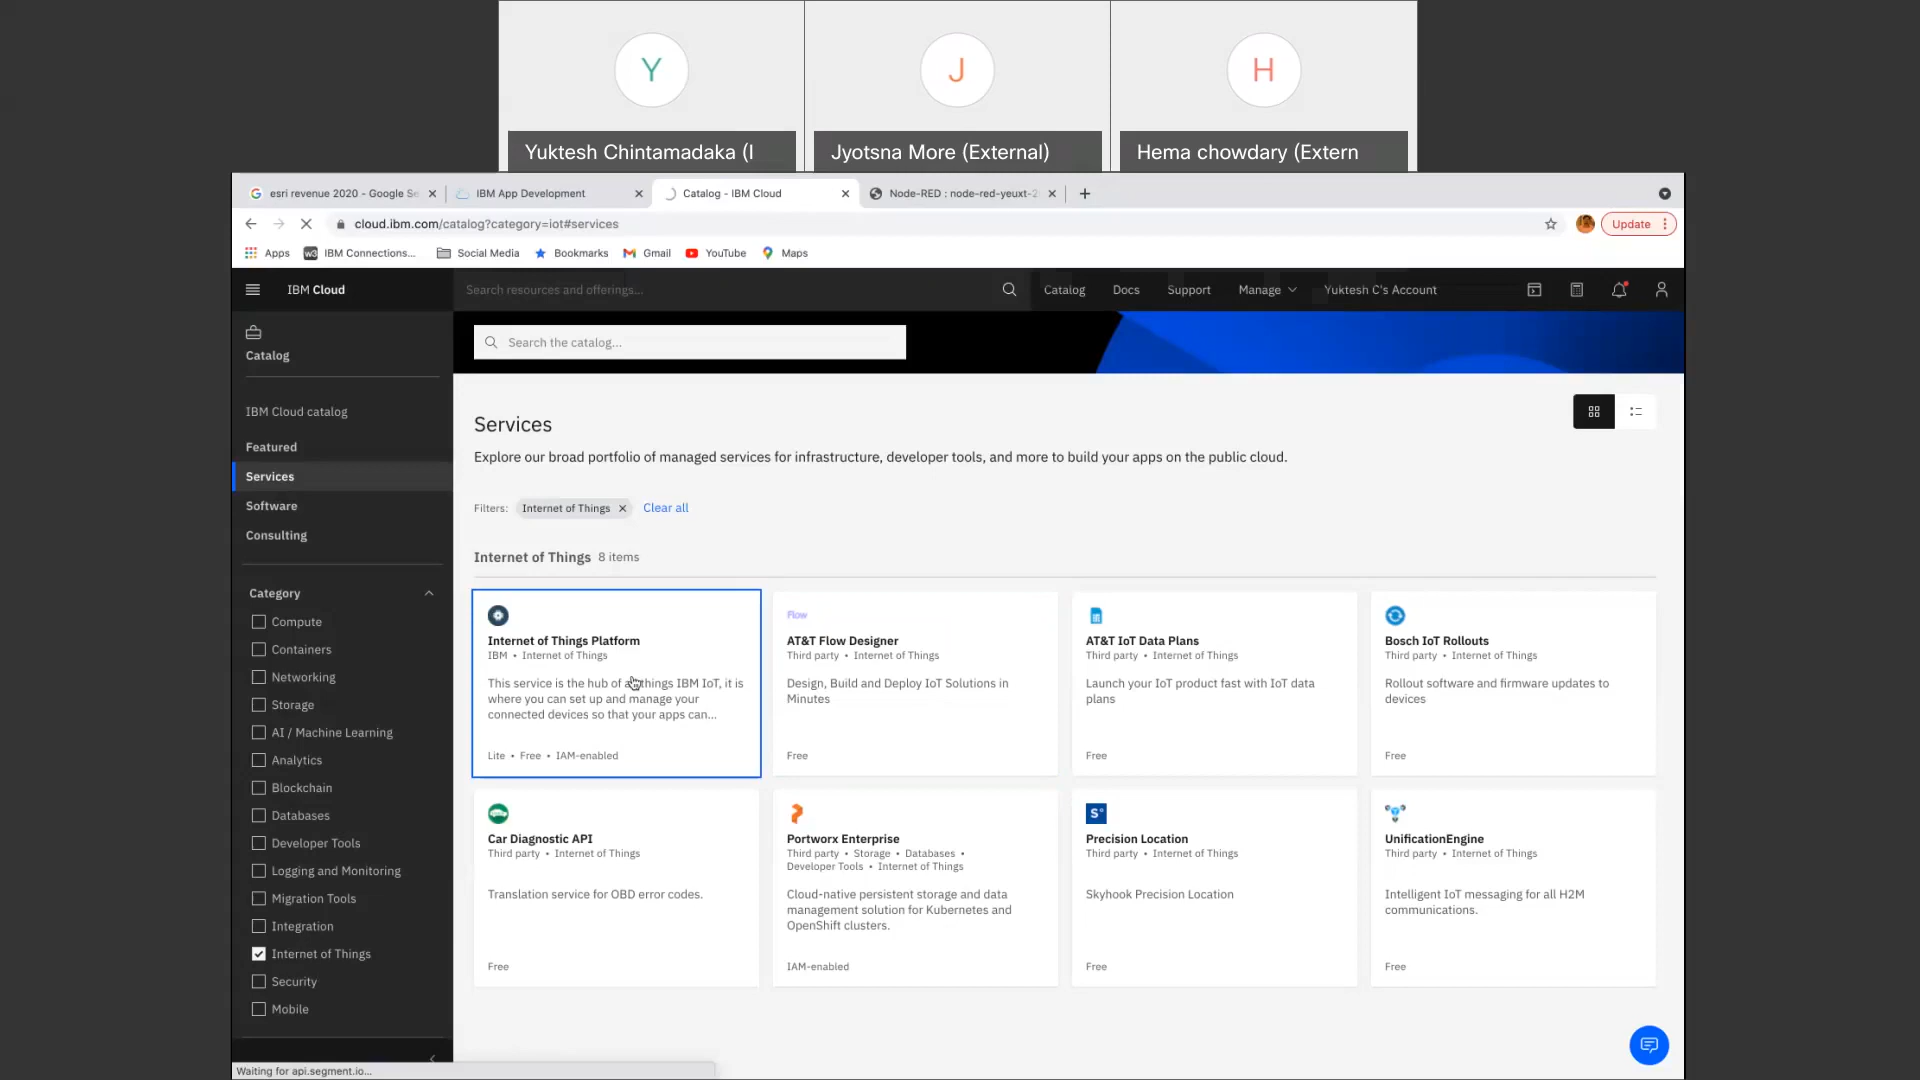 Y
J
H
Yuktesh Chintamadaka (I
Jyotsna More (External)
Hema chowdary (Extern
esri revenue 2020 - Google Se
IBM App Development
Catalog - IBM Cloud
Node-RED : node-red-yeuxt-2
cloud.ibm.com/catalog?category=iot#services
Update
Apps
w3
IBM Connections...
Social Media
Bookmarks
Gmail
YouTube
Maps
IBM Cloud
Search resources and offerings...
Catalog
Docs
Support
Manage
Yuktesh C's Account
Catalog
Search the catalog...
IBM Cloud catalog
Featured
Services
Software
Consulting
Category
Compute
Containers
Networking
Storage
AI / Machine Learning
Analytics
Blockchain
Databases
Developer Tools
Logging and Monitoring
Migration Tools
Integration
Internet of Things
Security
Mobile
Services
Explore our broad portfolio of managed services for infrastructure, developer tools, and more to build your apps on the public cloud.
Filters:
Internet of Things
Clear all
Internet of Things 8 items
Internet of Things Platform
IBM • Internet of Things
This service is the hub of things IBM IoT, it is
where you can set up and manage your
connected devices so that your apps can...
Lite • Free • IAM-enabled
Flow
AT&T Flow Designer
Third party • Internet of Things
Design, Build and Deploy IoT Solutions in
Minutes
Free
AT&T IoT Data Plans
Third party • Internet of Things
Launch your IoT product fast with IoT data
plans
Free
Bosch IoT Rollouts
Third party • Internet of Things
Rollout software and firmware updates to
devices
Free
Car Diagnostic API
Third party • Internet of Things
Translation service for OBD error codes.
Free
Portworx Enterprise
Third party • Storage • Databases •
Developer Tools • Internet of Things
Cloud-native persistent storage and data
management solution for Kubernetes and
OpenShift clusters.
IAM-enabled
S°
Precision Location
Third party • Internet of Things
Skyhook Precision Location
Free
UnificationEngine
Third party • Internet of Things
Intelligent IoT messaging for all H2M
communications.
Free
Waiting for api.segment.io...